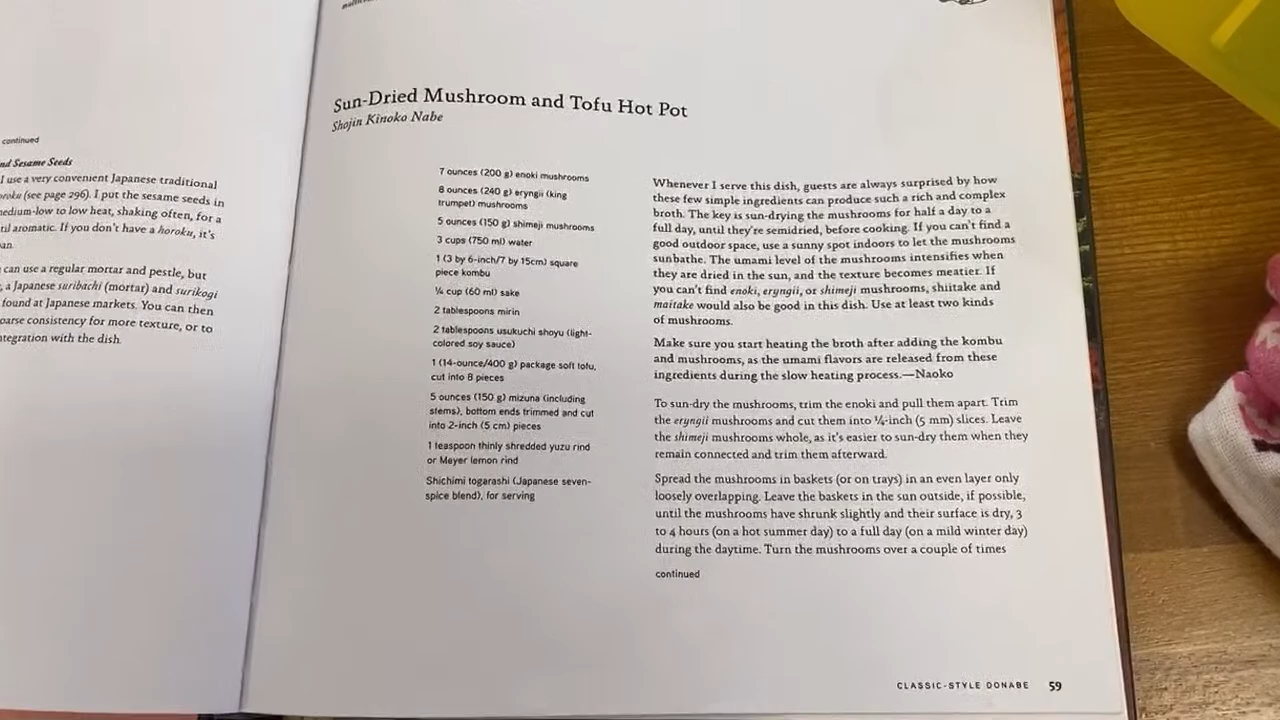 continued
nd Sesame Seeds
I use a very convenient Japanese traditional
(see page 296). I put the sesame seeds in
medium-low to low heat, shaking often, for a
til aromatic. If you don't have a horoku, it's
an.
can use a regular mortar and pestle, but
, a Japanese suribachi (mortar) and surikogi
found at Japanese markets. You can then
oarse consistency for more texture, or to
ntegration with the dish.
Sun-Dried Mushroom and Tofu Hot Pot
Shojin Kinoko Nabe
7 ounces (200 g) enoki mushrooms
8 ounces (240 g) eryngii (king
trumpet) mushrooms
5 ounces (150 g) shimeji mushrooms
3 cups (750 ml) water
1 (3 by 6-inch/7 by 15cm) square
piece kombu
¼ cup (60 ml) sake
2 tablespoons mirin
2 tablespoons usukuchi shoyu (light-
colored soy sauce)
1 (14-ounce/400 g) package soft tofu,
cut into 8 pieces
5 ounces (150 g) mizuna (including
stems), bottom ends trimmed and cut
into 2-inch (5 cm) pieces
1 teaspoon thinly shredded yuzu rind
or Meyer lemon rind
Shichimi togarashi (Japanese seven-
spice blend), for serving
Whenever I serve this dish, guests are always surprised by how
these few simple ingredients can produce such a rich and complex
broth. The key is sun-drying the mushrooms for half a day to a
full day, until they're semidried, before cooking. If you can't find a
good outdoor space, use a sunny spot indoors to let the mushrooms
sunbathe. The umami level of the mushrooms intensifies when
they are dried in the sun, and the texture becomes meatier. If
you can't find enoki, eryngii, or shimeji mushrooms, shiitake and
maitake would also be good in this dish. Use at least two kinds
of mushrooms.
Make sure you start heating the broth after adding the kombu
and mushrooms, as the umami flavors are released from these
ingredients during the slow heating process.—Naoko
To sun-dry the mushrooms, trim the enoki and pull them apart. Trim
the eryngii mushrooms and cut them into ¼-inch (5 mm) slices. Leave
the shimeji mushrooms whole, as it's easier to sun-dry them when they
remain connected and trim them afterward.
Spread the mushrooms in baskets (or on trays) in an even layer only
loosely overlapping. Leave the baskets in the sun outside, if possible,
until the mushrooms have shrunk slightly and their surface is dry, 3
to 4 hours (on a hot summer day) to a full day (on a mild winter day)
during the daytime. Turn the mushrooms over a couple of times
continued
CLASSIC-STYLE DONABE 59